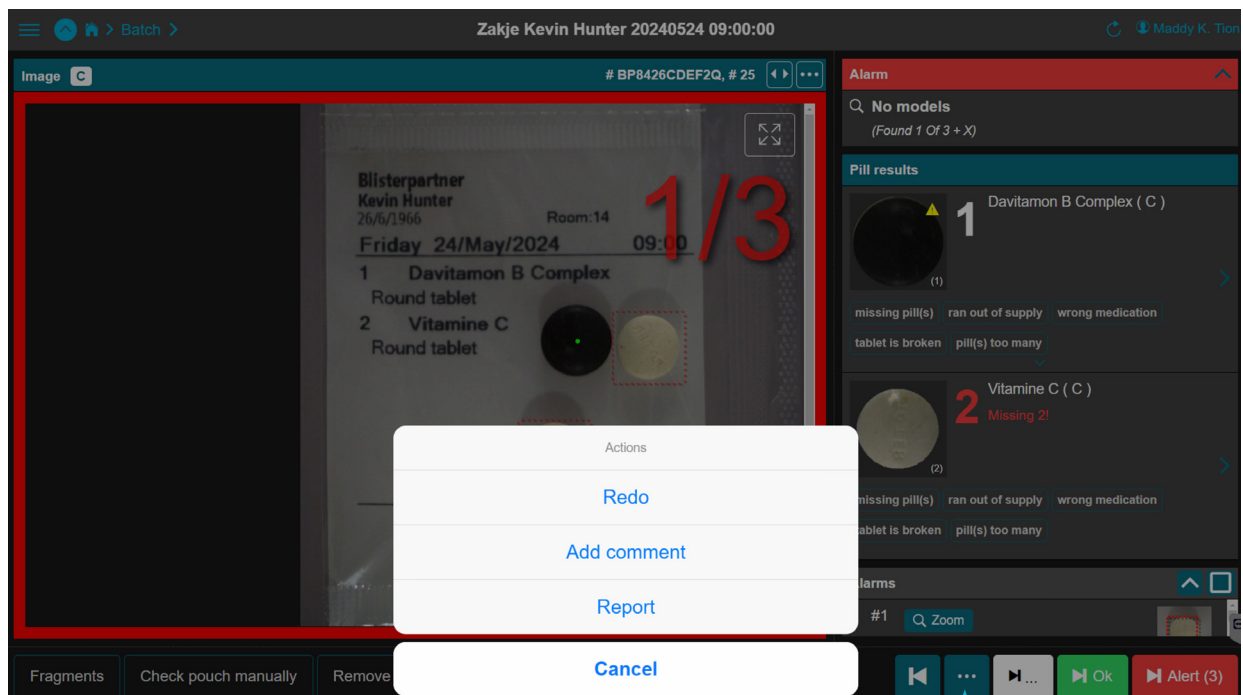 Batch
Zakje Kevin Hunter 20240524 09:00:00
Maddy K. Tion
Image C
# BP8426CDEF2Q, # 25
Blisterpartner
Kevin Hunter
26/6/1966 Room:14
Friday 24/May/2024 09:00
1 Davitamon B Complex
Round tablet
2 Vitamine C
Round tablet
1/3
Alarm
No models
(Found 1 Of 3 + X)
Pill results
1 Davitamon B Complex ( C )
(1)
missing pill(s) ran out of supply wrong medication
tablet is broken pill(s) too many
2 Vitamine C ( C )
Missing 2!
(2)
missing pill(s) ran out of supply wrong medication
tablet is broken pill(s) too many
Alarms
#1 Zoom
Actions
Redo
Add comment
Report
Cancel
Fragments Check pouch manually Remove
... Ok Alert (3)